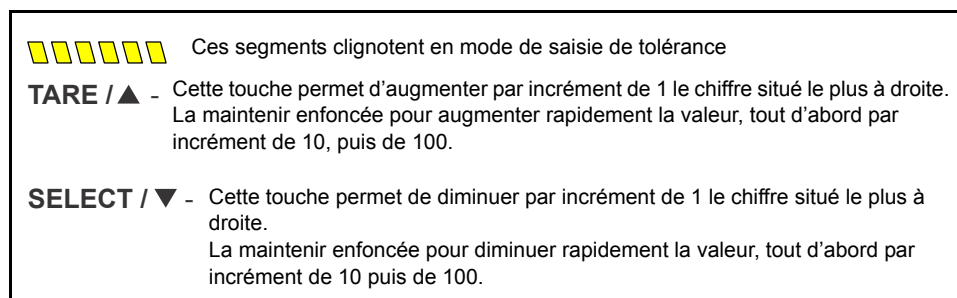 Ces segments clignotent en mode de saisie de tolérance
TARE / ▲ - Cette touche permet d’augmenter par incrément de 1 le chiffre situé le plus à droite.
La maintenir enfoncée pour augmenter rapidement la valeur, tout d’abord par
incrément de 10, puis de 100.
SELECT / ▼ - Cette touche permet de diminuer par incrément de 1 le chiffre situé le plus à
droite.
La maintenir enfoncée pour diminuer rapidement la valeur, tout d’abord par
incrément de 10 puis de 100.